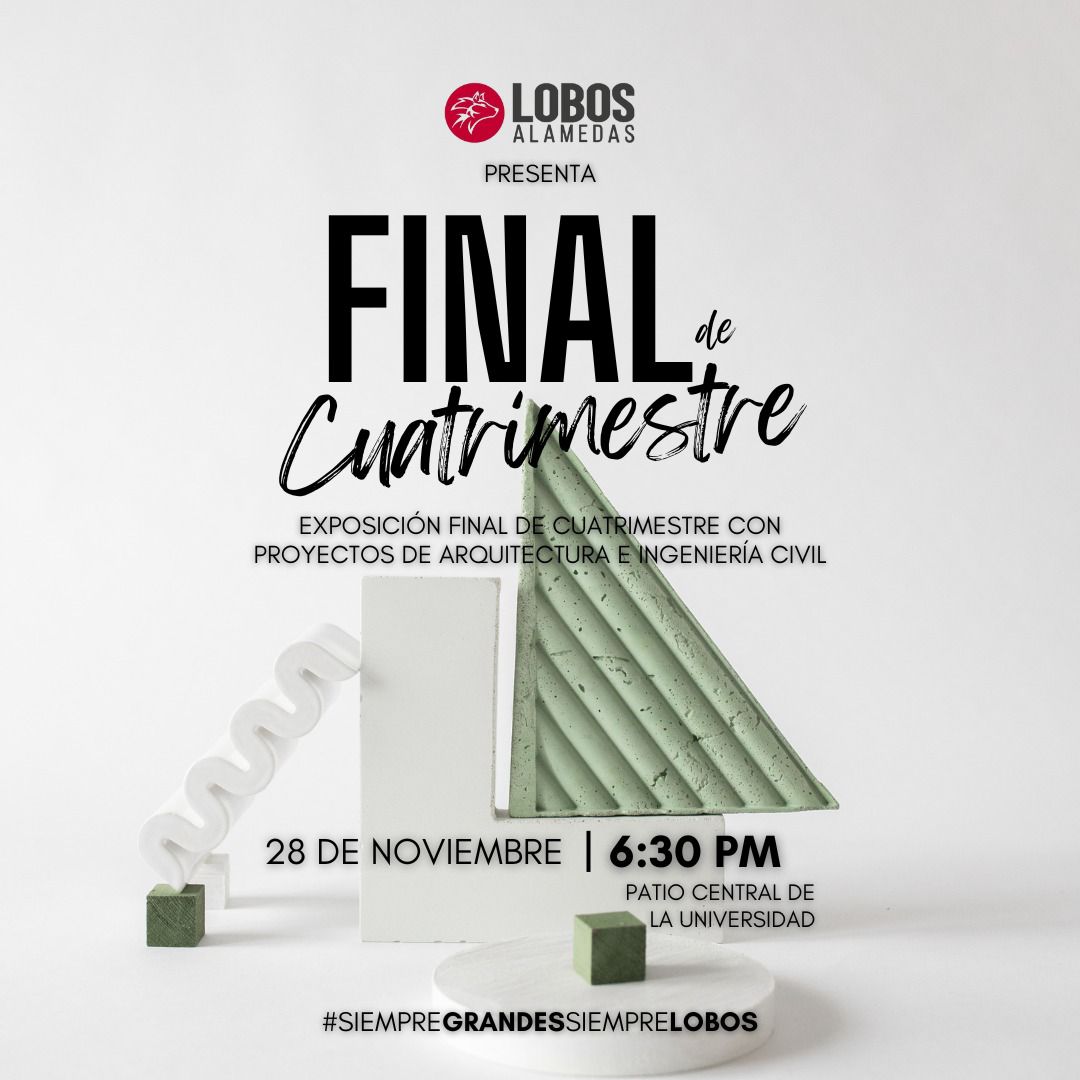 LOBOS
ALAMEDAS
PRESENTA
FINAL
de
Cuatrimestre
EXPOSICIÓN FINAL DE CUATRIMESTRE CON
PROYECTOS DE ARQUITECTURA E INGENIERÍA CIVIL
28 DE NOVIEMBRE | 6:30 PM
PATIO CENTRAL DE
LA UNIVERSIDAD
#SIEMPREGRANDESSIEMPRELOBOS